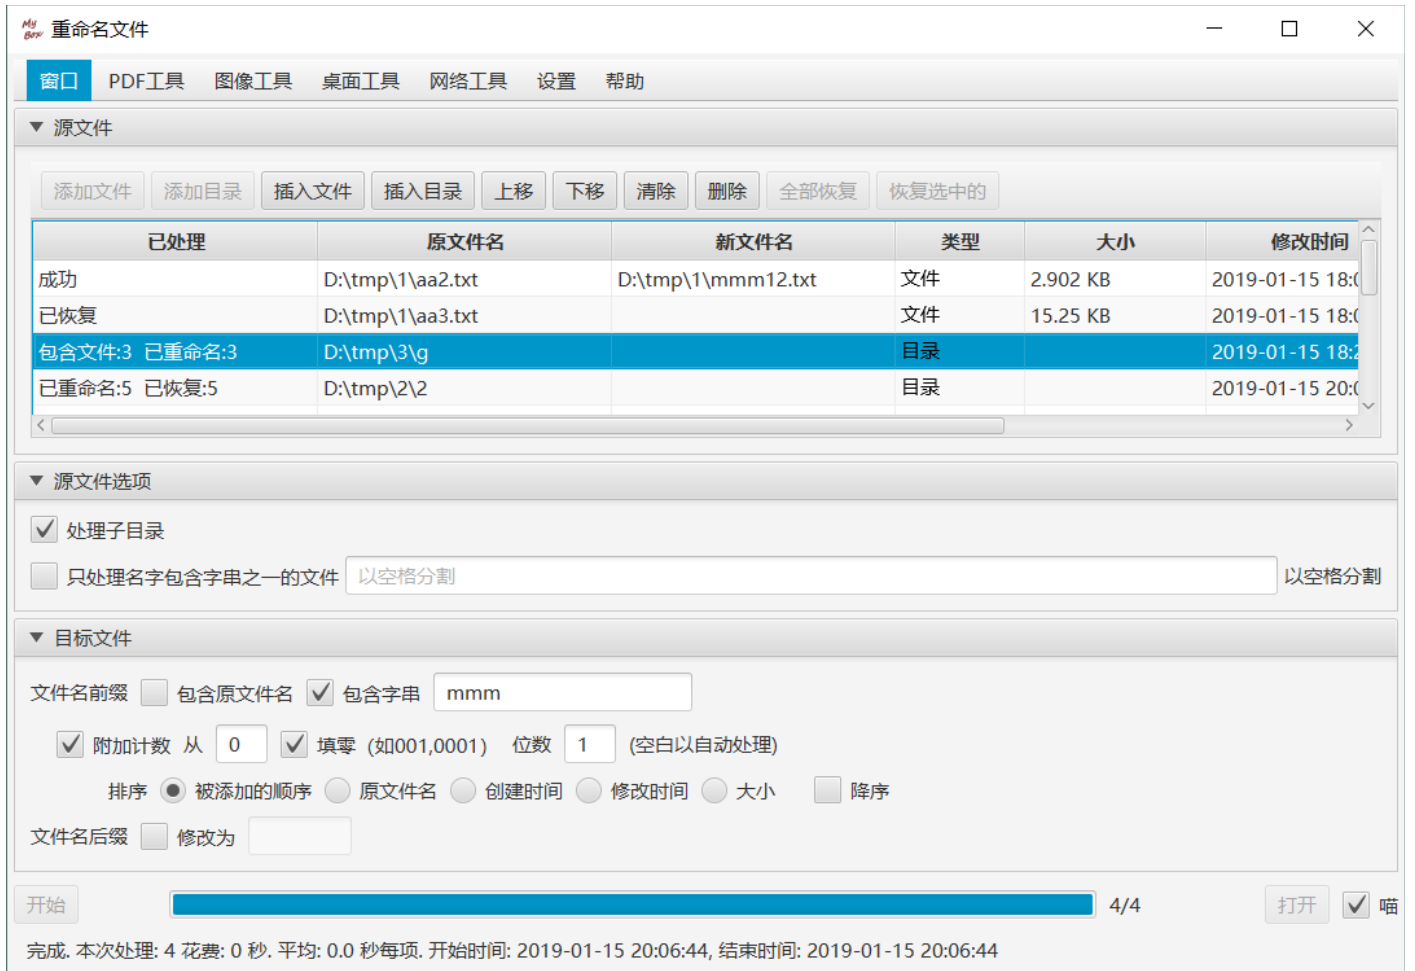 My Box 重命名文件
窗口 PDF工具 图像工具 桌面工具 网络工具 设置 帮助
源文件
添加文件 添加目录 插入文件 插入目录 上移 下移 清除 删除 全部恢复 恢复选中的
已处理 原文件名 新文件名 类型 大小 修改时间
成功 D:\tmp\1\aa2.txt D:\tmp\1\mmm12.txt 文件 2.902 KB 2019-01-15 18:0
已恢复 D:\tmp\1\aa3.txt 文件 15.25 KB 2019-01-15 18:0
包含文件:3 已重命名:3 D:\tmp\3\g 目录 2019-01-15 18:2
已重命名:5 已恢复:5 D:\tmp\2\2 目录 2019-01-15 20:0
源文件选项
处理子目录
只处理名字包含字串之一的文件 以空格分割 以空格分割
目标文件
文件名前缀 包含原文件名 包含字串 mmm
附加计数 从 0 填零 (如001,0001) 位数 1 (空白以自动处理)
排序 被添加的顺序 原文件名 创建时间 修改时间 大小 降序
文件名后缀 修改为
开始 4/4 打开 喵
完成. 本次处理: 4 花费: 0 秒. 平均: 0.0 秒每项. 开始时间: 2019-01-15 20:06:44, 结束时间: 2019-01-15 20:06:44